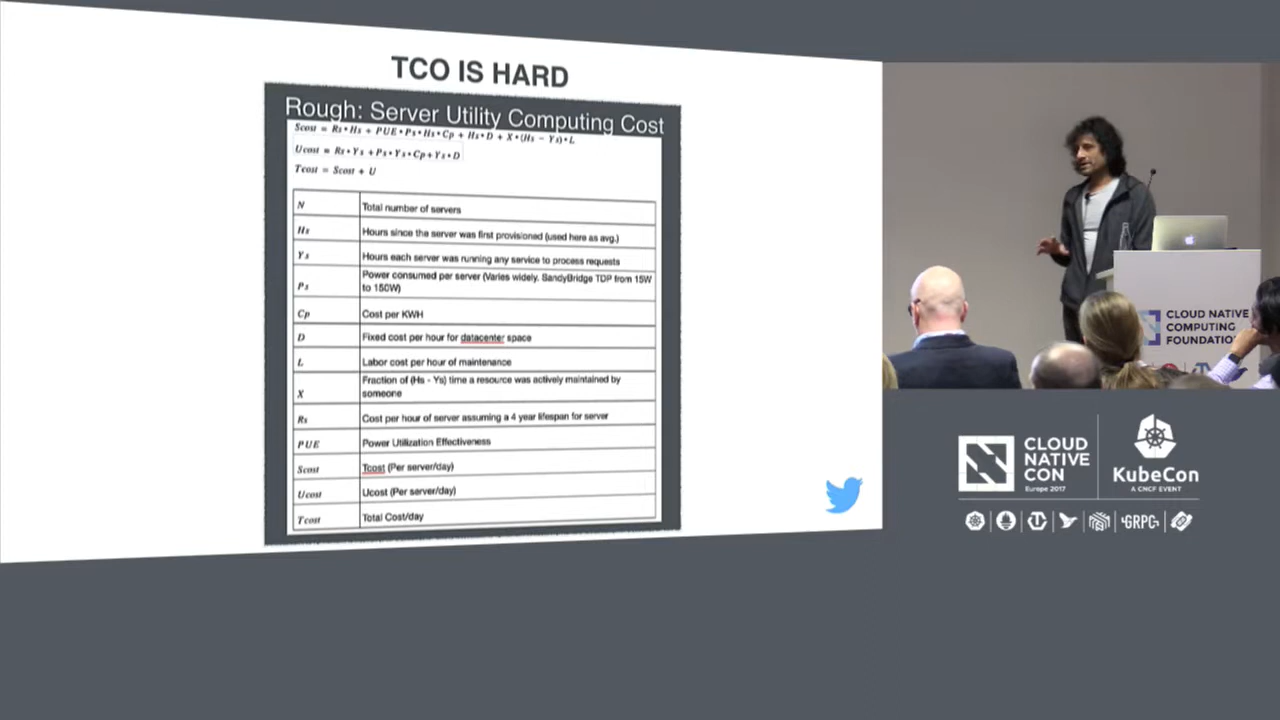 TCO IS HARD
Rough: Server Utility Computing Cost
Scost = Rs•Hs + PUE•Ps•Hs•Cp + Hs•D + X•(Hs – Ys)•L
Ucost = Rs•Ys +Ps•Ys•Cp+Ys•D
Tcost = Scost + U
N Total number of servers
Hs Hours since the server was first provisioned (used here as avg.)
Ys Hours each server was running any service to process requests
Ps Power consumed per server (Varies widely. SandyBridge TDP from 15W
to 150W)
Cp Cost per KWH
D Fixed cost per hour for datacenter space
L Labor cost per hour of maintenance
X Fraction of (Hs - Ys) time a resource was actively maintained by
someone
Rs Cost per hour of server assuming a 4 year lifespan for server
PUE Power Utilization Effectiveness
Scost Tcost (Per server/day)
Ucost Ucost (Per server/day)
Tcost Total Cost/day
CLOUD NATIVE
COMPUTING
FOUNDATIO
CLOUD
NATIVE
CON
Europe 2017
KubeCon
A CNCF EVENT
GRPC